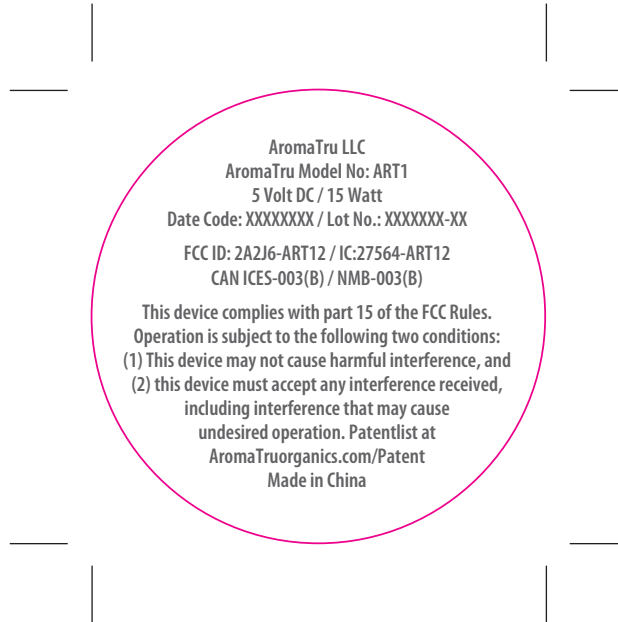 AromaTru LLC
AromaTru Model No: ART1
5 Volt DC / 15 Watt
Date Code: XXXXXXXX / Lot No.: XXXXXXX-XX
FCC ID: 2A2J6-ART12 / IC:27564-ART12
CAN ICES-003(B) / NMB-003(B)
This device complies with part 15 of the FCC Rules.
Operation is subject to the following two conditions:
(1) This device may not cause harmful interference, and
(2) this device must accept any interference received,
including interference that may cause
undesired operation. Patentlist at
AromaTruorganics.com/Patent
Made in China